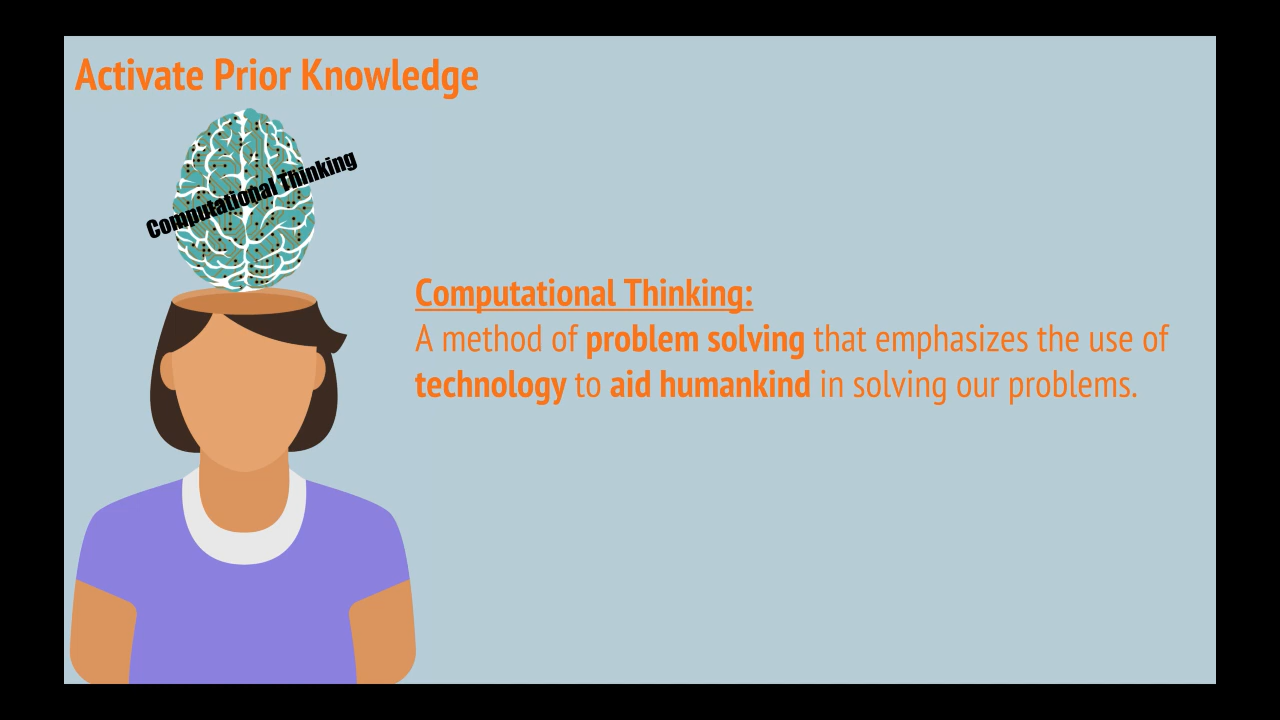 Activate Prior Knowledge
Computational Thinking
Computational Thinking:
A method of problem solving that emphasizes the use of
technology to aid humankind in solving our problems.